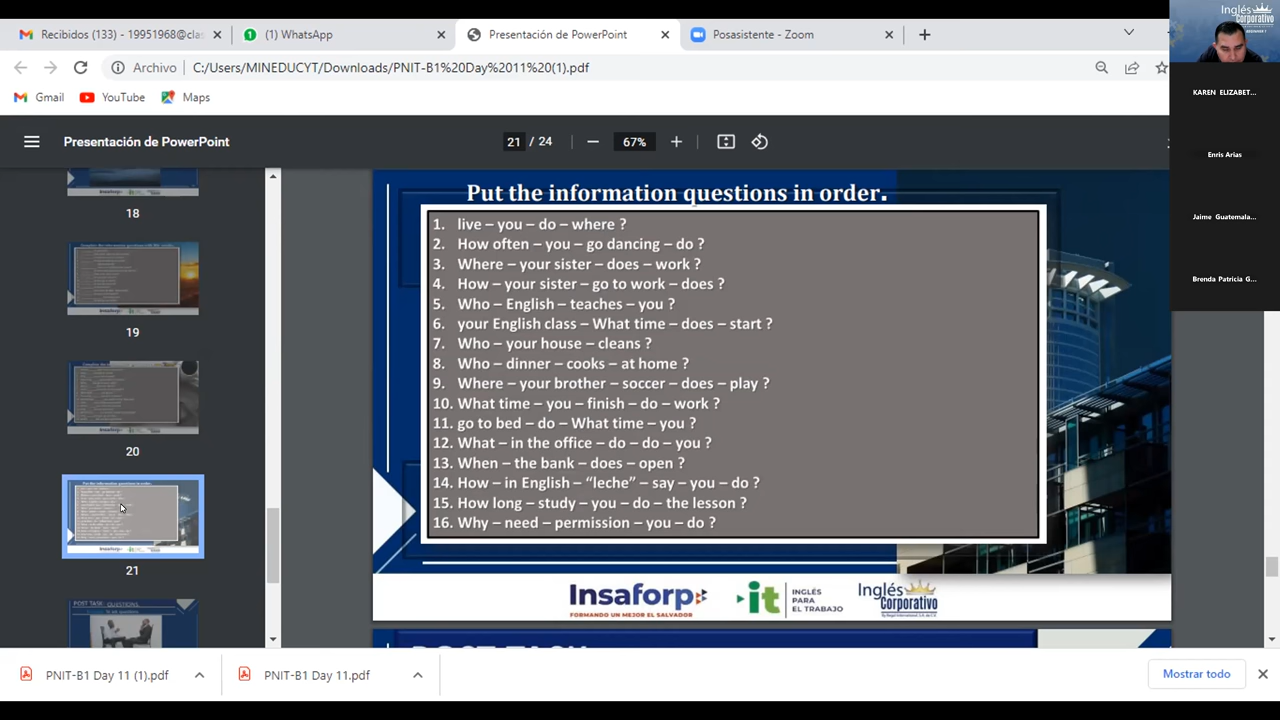 Recibidos (133) - 19951968@clas
(1) WhatsApp
Presentación de PowerPoint
Posasistente - Zoom
Archivo
C:/Users/MINEDUCYT/Downloads/PNIT-B1%20Day%2011%20(1).pdf
Gmail
YouTube
Maps
Presentación de PowerPoint
21 / 24
67%
18
19
20
21
Put the information questions in order.
1. live – you – do – where ?
2. How often – you – go dancing – do ?
3. Where – your sister – does – work ?
4. How – your sister – go to work – does ?
5. Who – English – teaches – you ?
6. your English class – What time – does – start ?
7. Who – your house – cleans ?
8. Who – dinner – cooks – at home ?
9. Where – your brother – soccer – does – play ?
10. What time – you – finish – do – work ?
11. go to bed – do – What time – you ?
12. What – in the office – do – do – you ?
13. When – the bank – does – open ?
14. How – in English – “leche” – say – you – do ?
15. How long – study – you – do – the lesson ?
16. Why – need – permission – you – do ?
Insaforp
FORMANDO UN MEJOR EL SALVADOR
it
INGLÉS PARA
EL TRABAJO
Inglés
Corporativo
POST TASK: QUESTIONS
Inglés
Corporativo
KAREN ELIZABET...
Enris Arias
Jaime Guatemala...
Brenda Patricia G...
PNIT-B1 Day 11 (1).pdf
PNIT-B1 Day 11.pdf
Mostrar todo